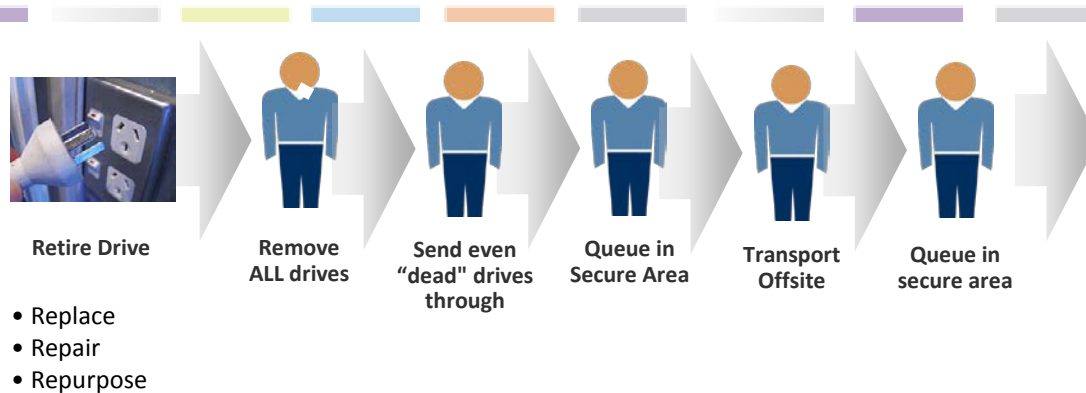 Retire Drive
Remove
ALL drives
Send even
“dead" drives
through
Queue in
Secure Area
Transport
Offsite
Queue in
secure area
• Replace
• Repair
• Repurpose